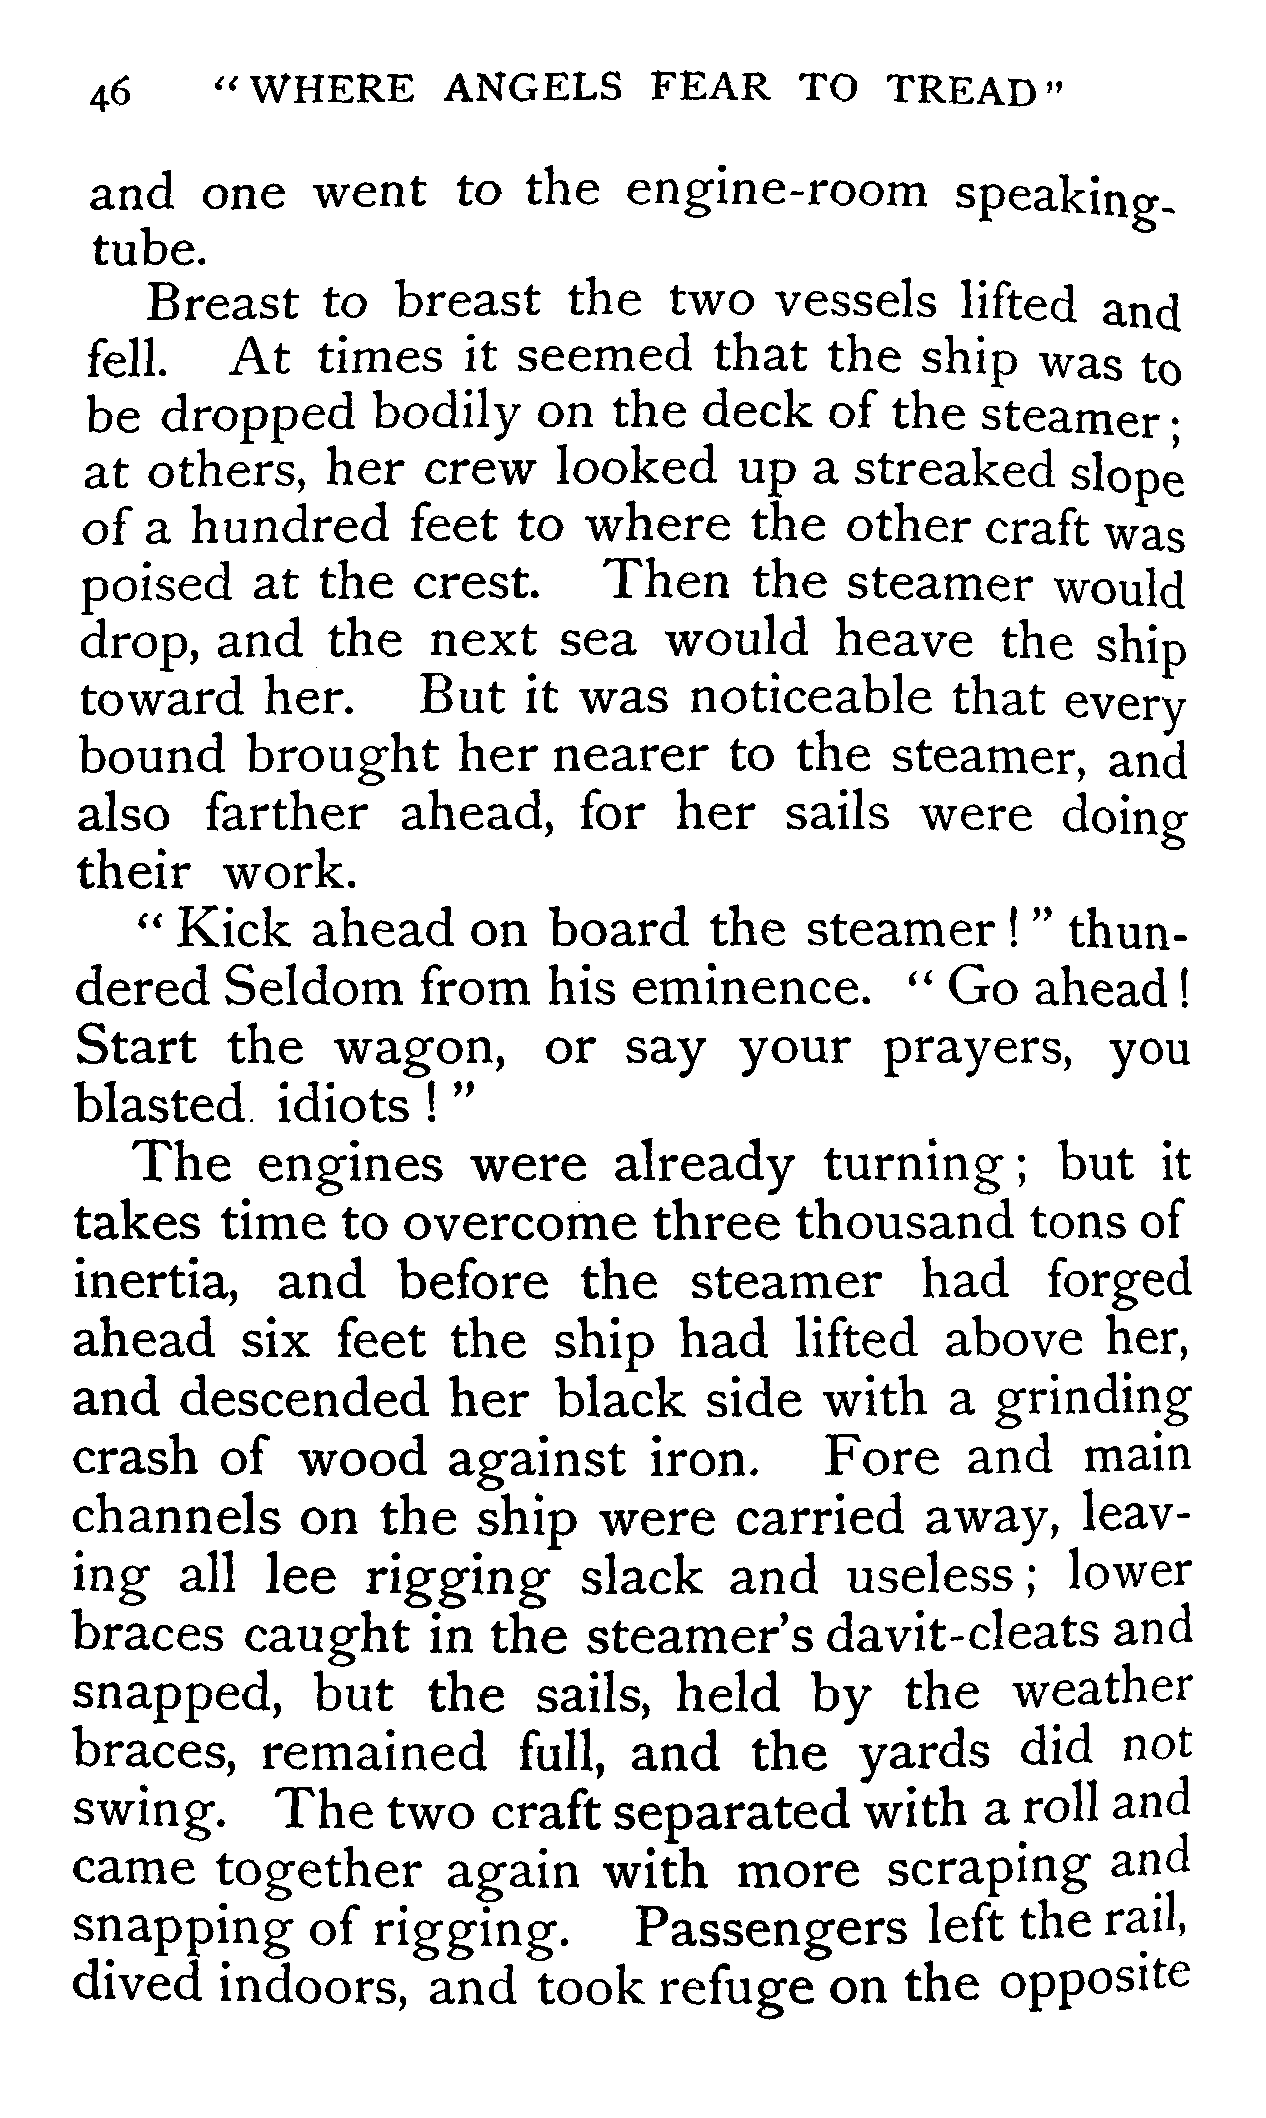 46 "WHERE ANGELS FEAR TO TREAD"
and one went to the engine-room speaking-
tube.
Breast to breast the two vessels lifted and
fell. At times it seemed that the ship was to
be dropped bodily on the deck of the steamer;
at others, her crew looked up a streaked slope
of a hundred feet to where the other craft was
poised at the crest. Then the steamer would
drop, and the next sea would heave the ship
toward her. But it was noticeable that every
bound brought her nearer to the steamer, and
also farther ahead, for her sails were doing
their work.
"Kick ahead on board the steamer!" thun-
dered Seldom from his eminence. "Go ahead!
Start the wagon, or say your prayers, you
blasted idiots!"
The engines were already turning; but it
takes time to overcome three thousand tons of
inertia, and before the steamer had forged
ahead six feet the ship had lifted above her,
and descended her black side with a grinding
crash of wood against iron. Fore and main
channels on the ship were carried away, leav-
ing all lee rigging slack and useless; lower
braces caught in the steamer's davit-cleats and
snapped, but the sails, held by the weather
braces, remained full, and the yards did not
swing. The two craft separated with a roll and
came together again with more scraping and
snapping of rigging. Passengers left the rail,
dived indoors, and took refuge on the opposite